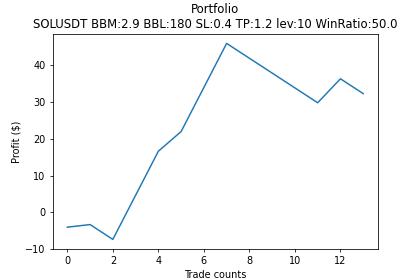 Portfolio
SOLUSDT BBM:2.9 BBL:180 SL:0.4 TP:1.2 lev:10 WinRatio:50.0
Profit ($)
40
30
20
10
0
−10
0 2 4 6 8 10 12
Trade counts